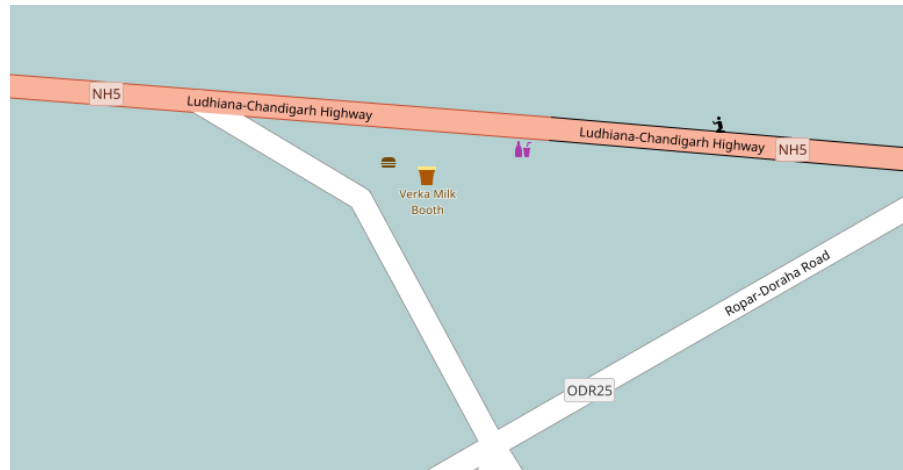 NH5
Ludhiana-Chandigarh Highway
Ludhiana-Chandigarh Highway
NH5
Verka Milk
Booth
Ropar-Doraha Road
ODR25